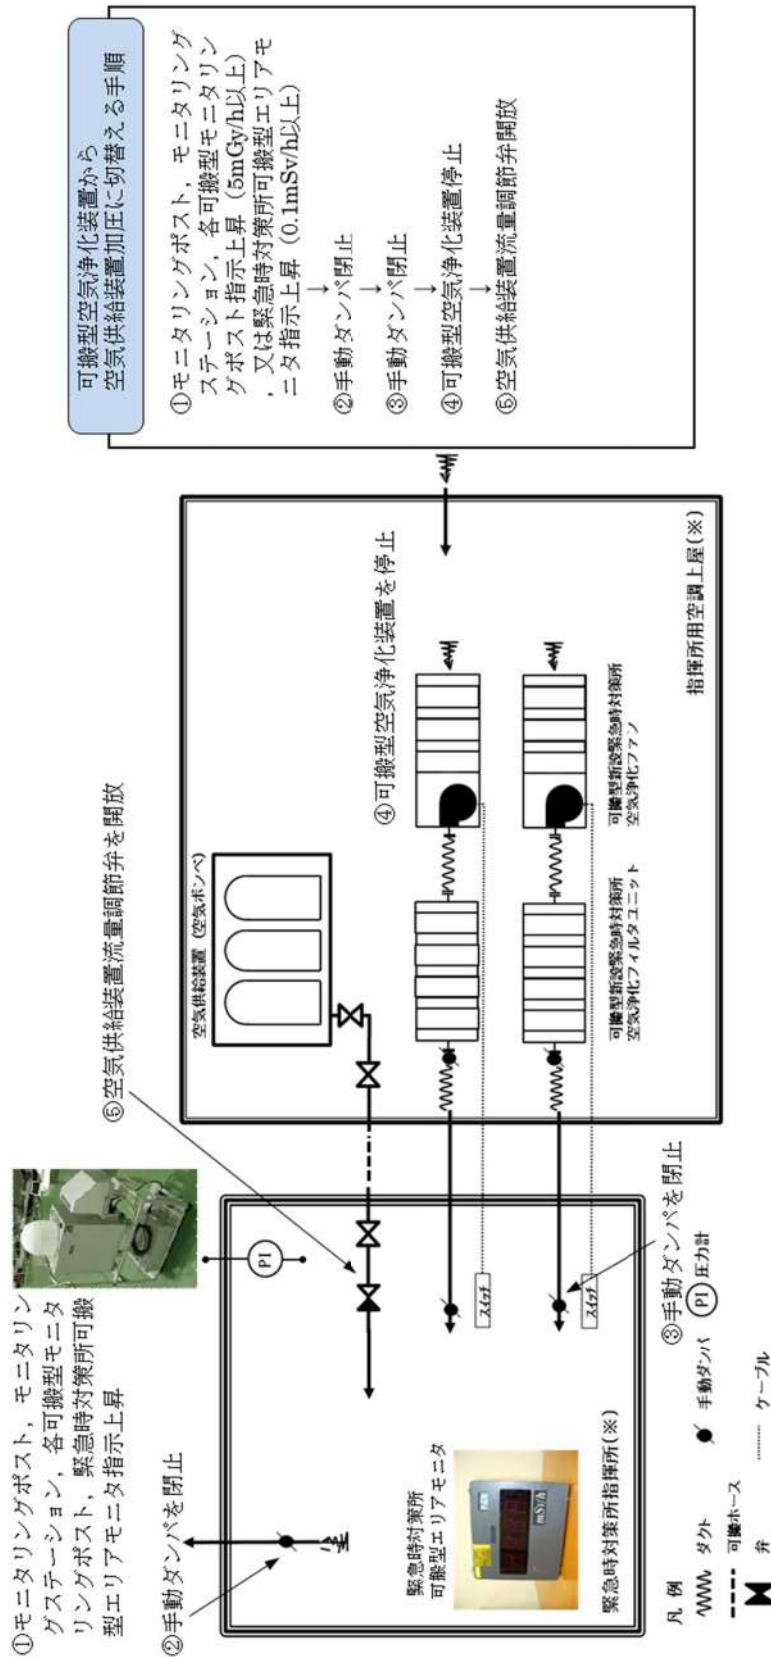 可搬型空気浄化装置から
空気供給装置加圧に切替える手順
①モニタリングポスト，モニタリング
ステーション，各可搬型モニタリン
グポスト指示上昇（5mGy/h以上）
，又は緊急時対策所可搬型エリアモ
ニタ指示上昇（0.1mSv/h以上）
②手動ダンパ閉止
③手動ダンパ閉止
④可搬型空気浄化装置停止
⑤空気供給装置流量調節弁開放
①モニタリングポスト，モニタリン
グステーション，各可搬型モニタ
リングポスト，緊急時対策所可搬
型エリアモニタ指示上昇
②手動ダンパを閉止
⑤空気供給装置流量調節弁を開放
PI
空気供給装置（空気ボンベ）
④可搬型空気浄化装置を停止
スイッチ
スイッチ
可搬型新設緊急時対策所
空気浄化フィルタユニット
可搬型新設緊急時対策所
空気浄化ファン
指揮所用空調上屋(※)
緊急時対策所
可搬型エリアモニタ
mSv/h
緊急時対策所指揮所(※)
③手動ダンパを閉止
凡 例
ダクト
手動ダンパ
PI 圧力計
可搬ホース
弁
ケーブル